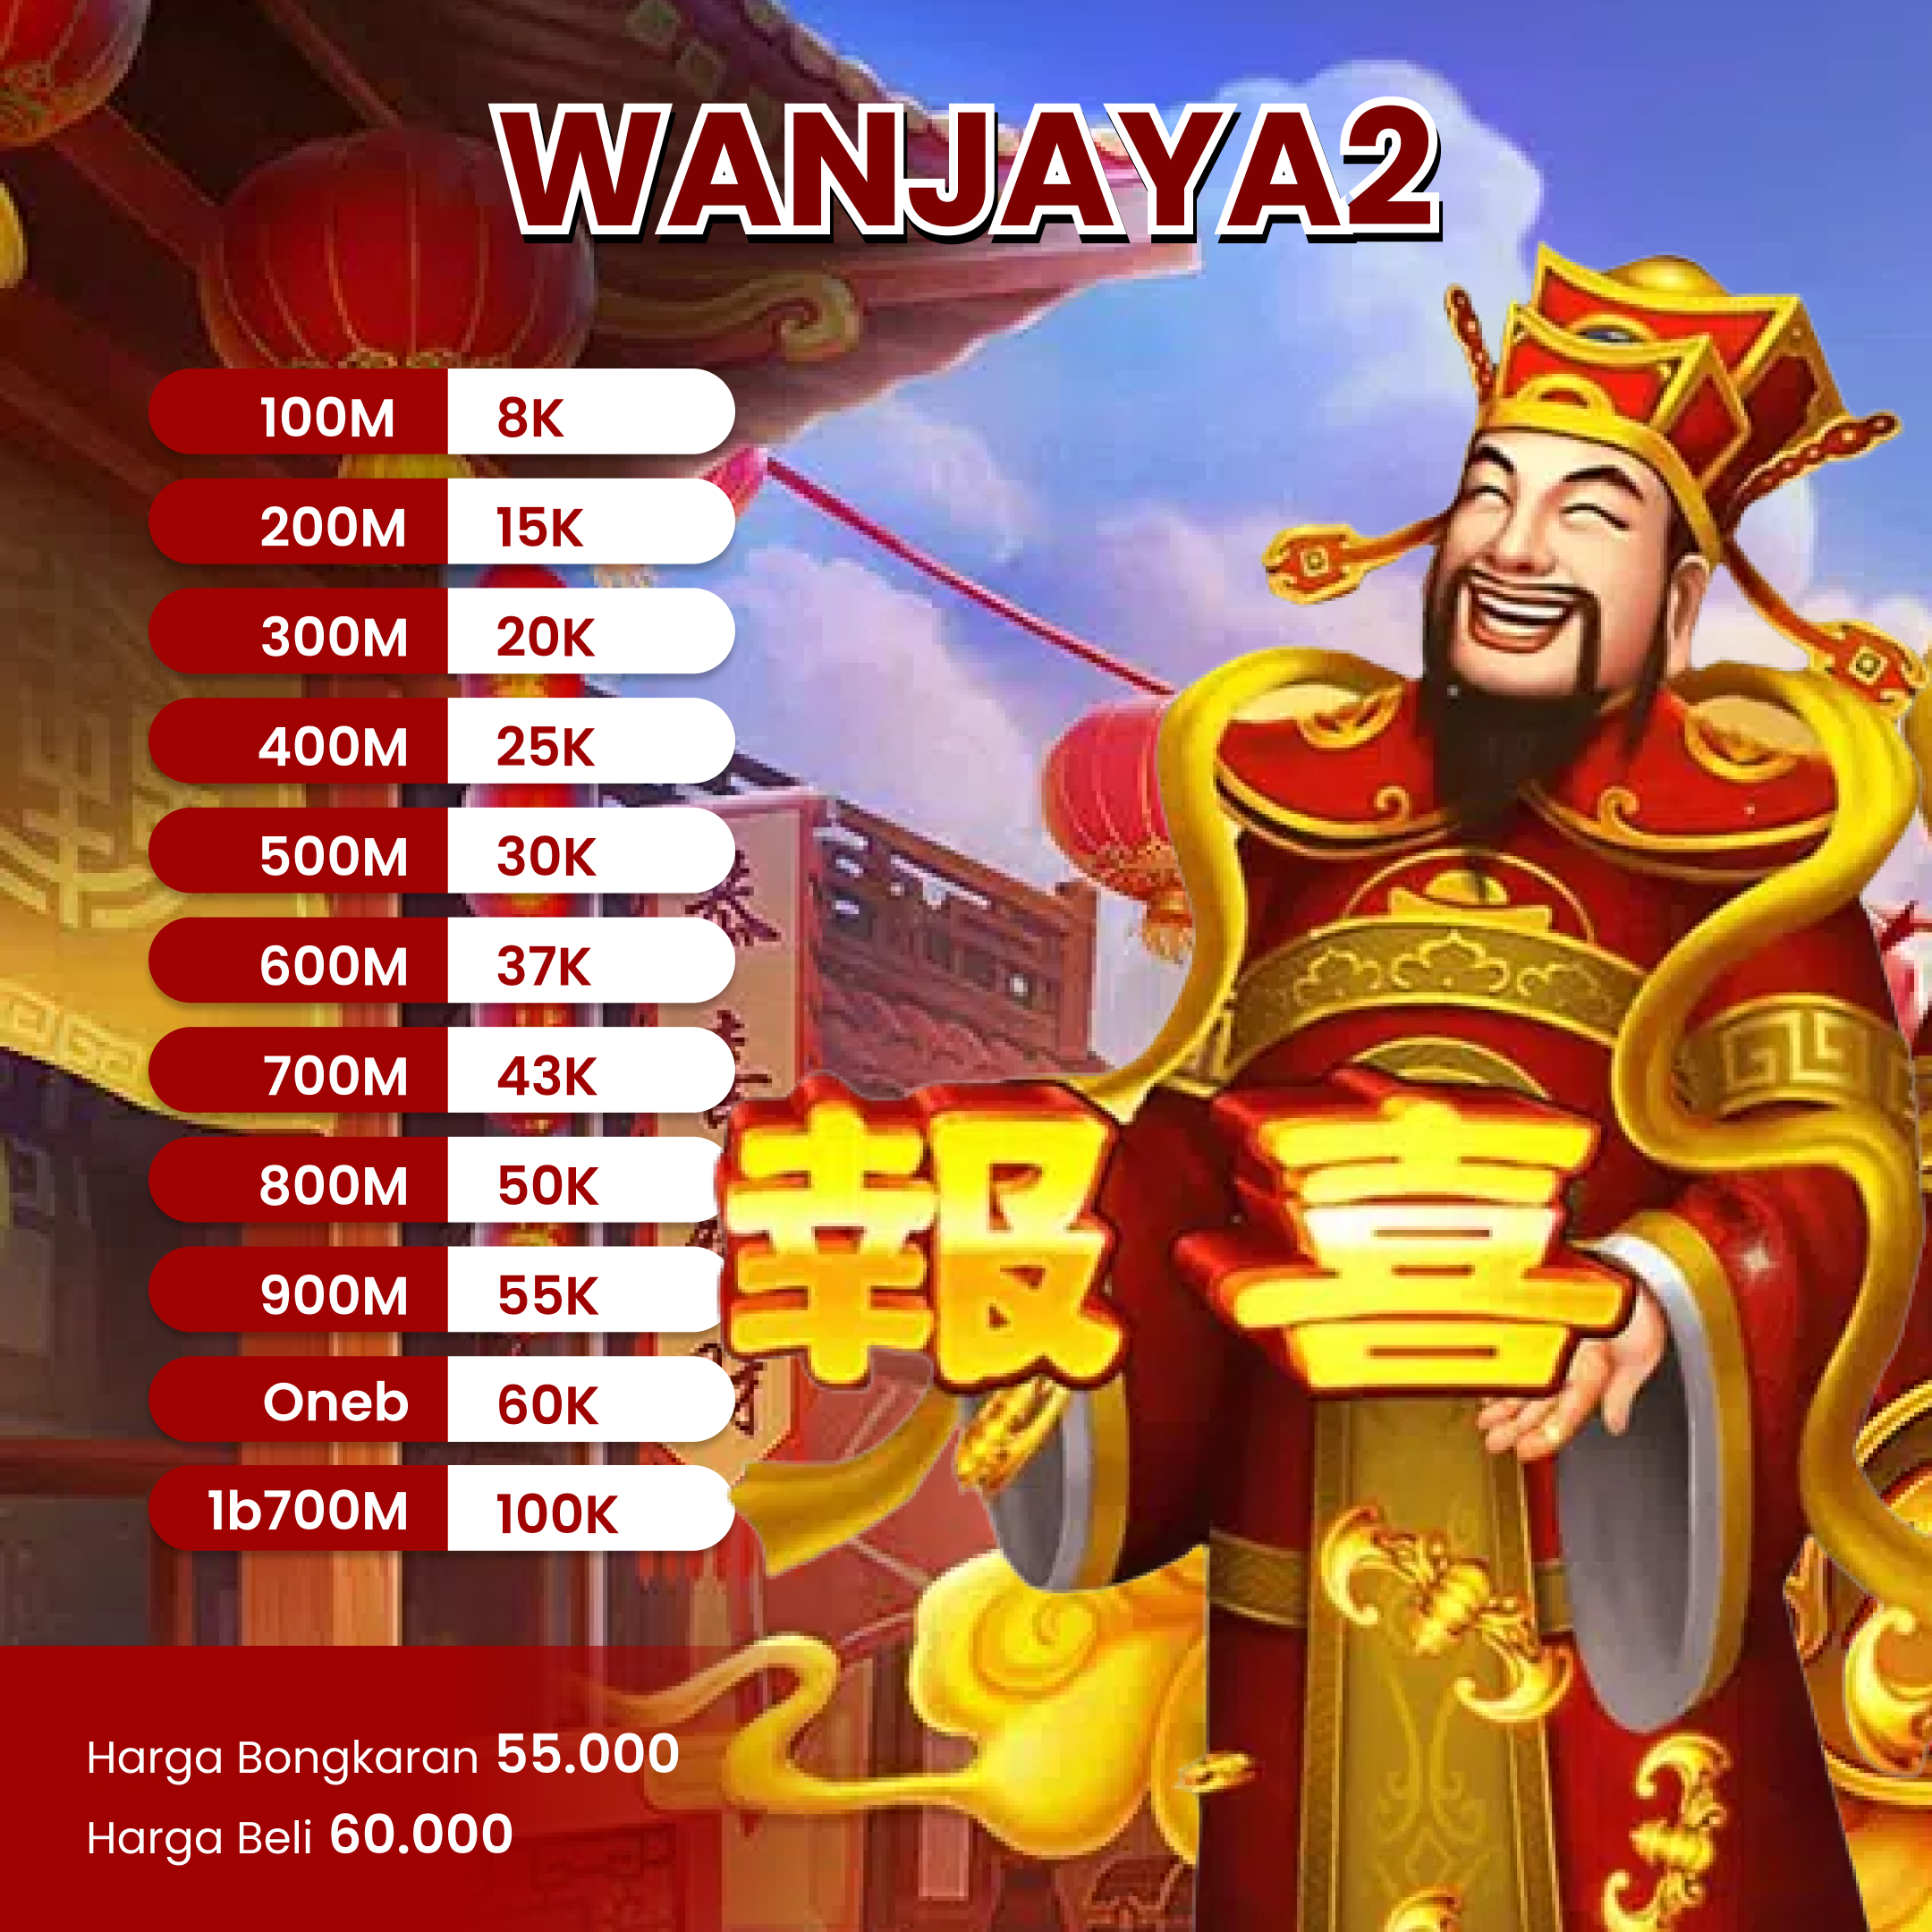 WANJAYA2
100M 8K
200M 15K
300M 20K
400M 25K
500M 30K
600M 37K
700M 43K
800M 50K
900M 55K
Oneb 60K
1b700M 100K
報 喜
Harga Bongkaran 55.000
Harga Beli 60.000